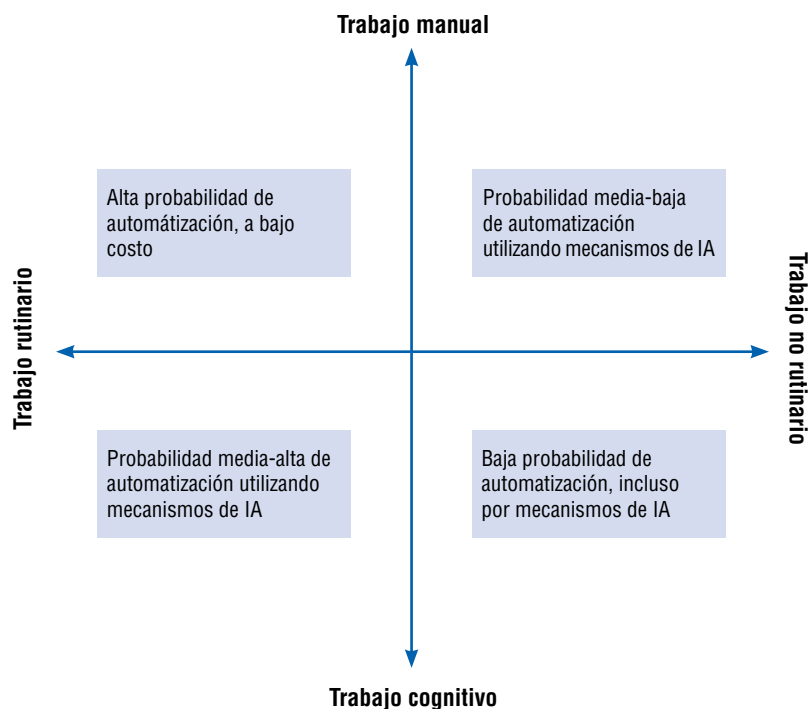 Trabajo manual
Alta probabilidad de
automátización, a bajo
costo
Probabilidad media-baja
de automatización
utilizando mecanismos de IA
Trabajo rutinario
Trabajo no rutinario
Probabilidad media-alta de
automatización utilizando
mecanismos de IA
Baja probabilidad de
automatización, incluso
por mecanismos de IA
Trabajo cognitivo